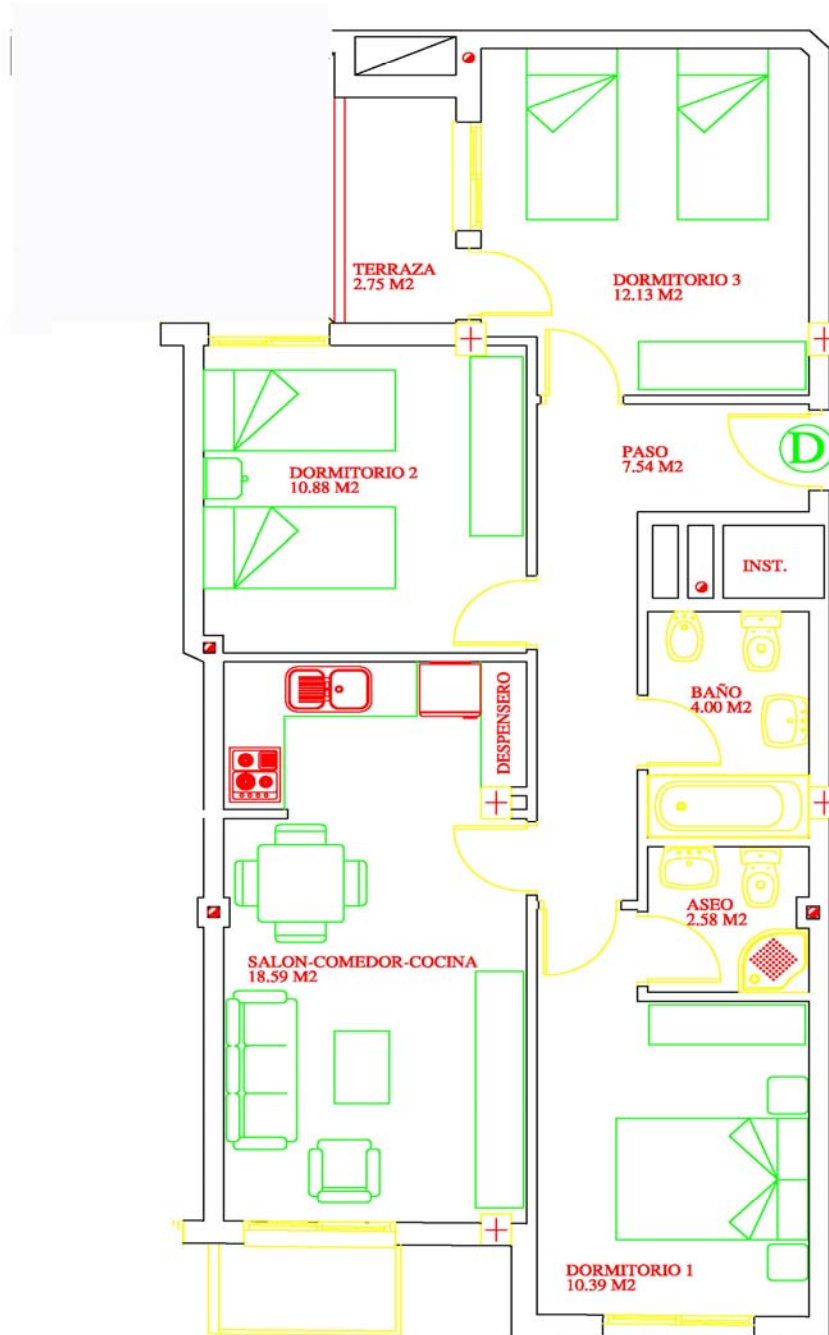 TERRAZA
2.75 M2
DORMITORIO 3
12.13 M2
DORMITORIO 2
10.88 M2
PASO
7.54 M2
D
INST.
DESPENSERO
BAÑO
4.00 M2
ASEO
2.58 M2
SALON-COMEDOR-COCINA
18.59 M2
DORMITORIO 1
10.39 M2